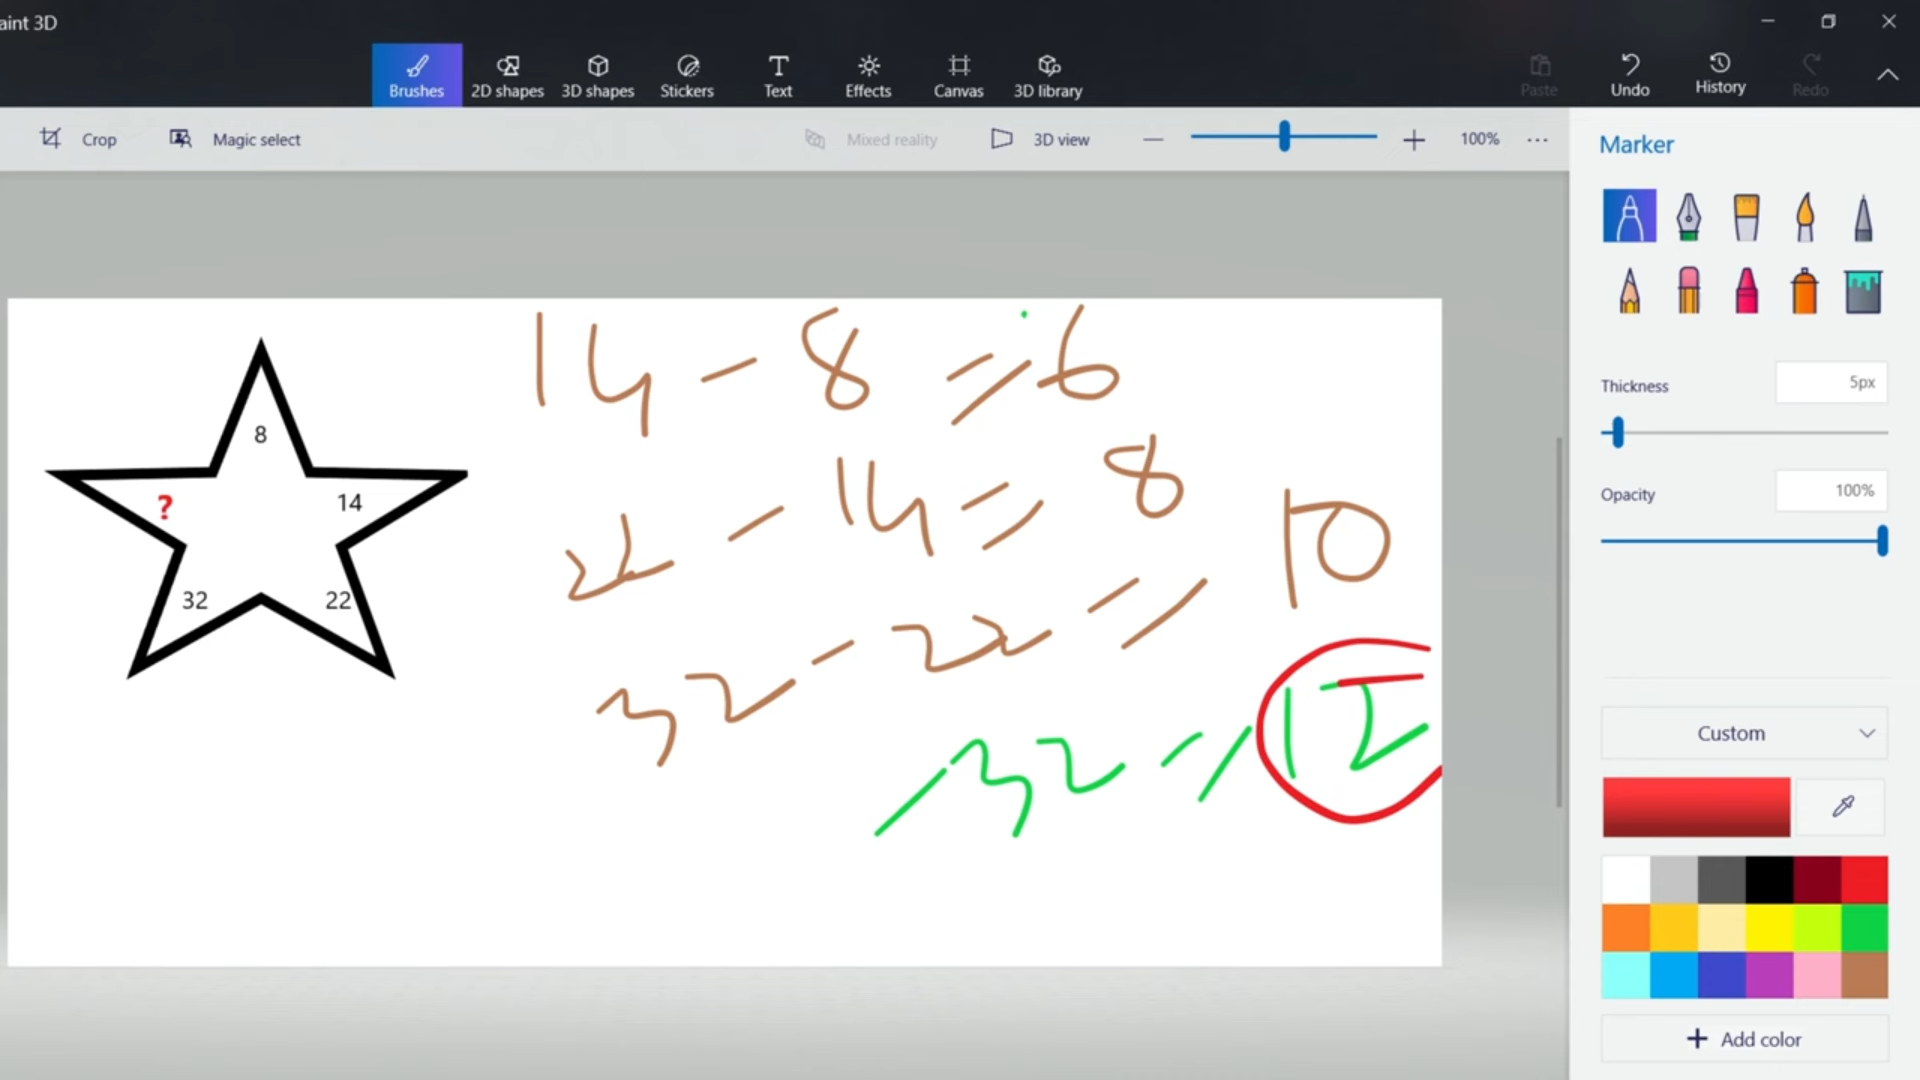 aint 3D
Brushes 2D shapes 3D shapes Stickers Text Effects Canvas 3D library Paste Undo History Redo
Crop Magic select Mixed reality 3D view 100% ...
Marker
Thickness 5px
Opacity 100%
Custom
Add color
8
? 14
32 22
14 - 8 = 6
22 - 14 = 8
32 - 22 = 10
- 32 = 12